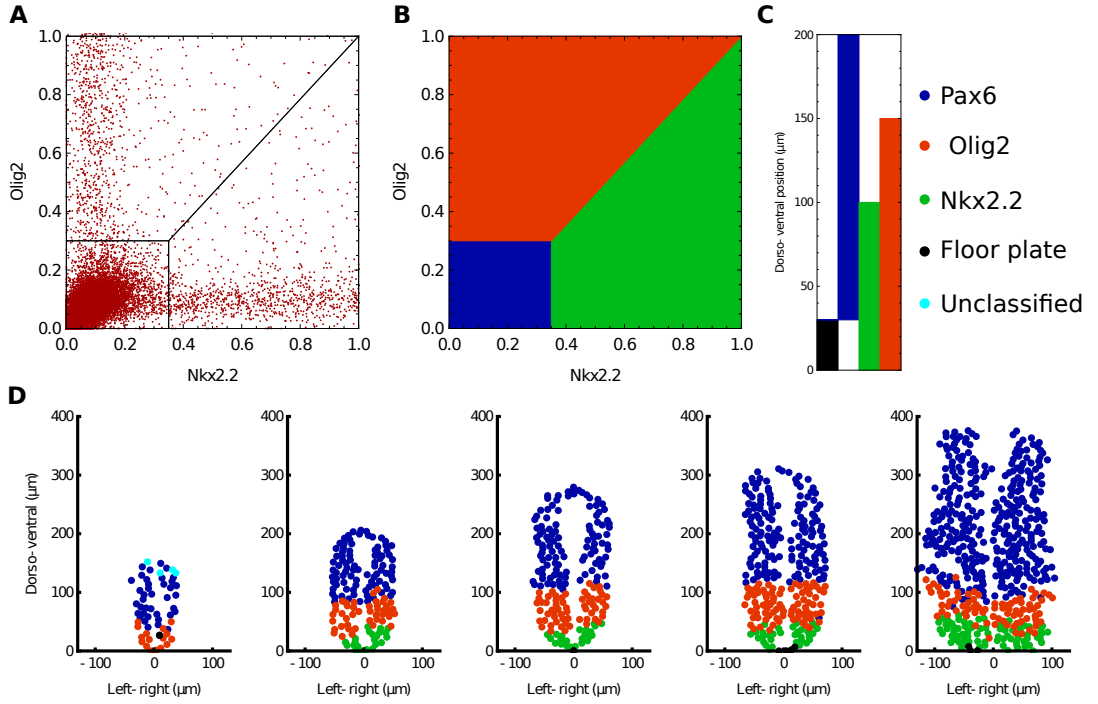 A
B
C
1.0
0.8
0.6
0.4
0.2
0.0
Olig2
0.0 0.2 0.4 0.6 0.8 1.0
Nkx2.2
1.0
0.8
0.6
0.4
0.2
0.0
Olig2
0.0 0.2 0.4 0.6 0.8 1.0
Nkx2.2
200
150
100
50
0
Dorso- ventral position (µm)
Pax6
Olig2
Nkx2.2
Floor plate
Unclassified
D
400
300
200
100
0
Dorso- ventral (µm)
- 100 0 100
Left- right (µm)
400
300
200
100
0
- 100 0 100
Left- right (µm)
400
300
200
100
0
- 100 0 100
Left- right (µm)
400
300
200
100
0
- 100 0 100
Left- right (µm)
400
300
200
100
0
- 100 0 100
Left- right (µm)